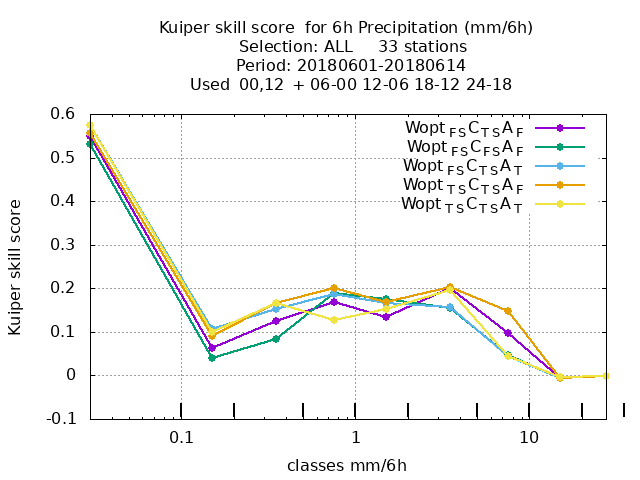 Kuiper skill score  for 6h Precipitation (mm/6h)
Selection: ALL     33 stations
Period: 20180601-20180614
Used  00,12  + 06-00 12-06 18-12 24-18
Wopt FS C TS A F
Wopt FS C FS A F
Wopt FS C TS A T
Wopt TS C TS A F
Wopt TS C TS A T
0.6
0.5
0.4
0.3
0.2
0.1
0
-0.1
Kuiper skill score
0.1 1 10
classes mm/6h